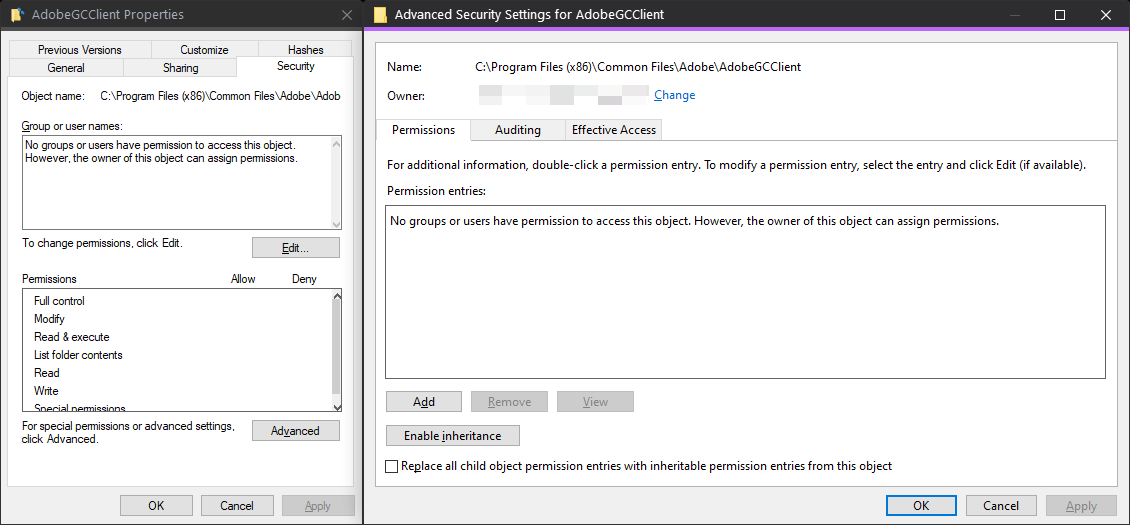 AdobeGCClient Properties
Previous Versions
Customize
Hashes
General
Sharing
Security
Object name:
C:\Program Files (x86)\Common Files\Adobe\Adob
Group or user names:
No groups or users have permission to access this object.
However, the owner of this object can assign permissions.
To change permissions, click Edit.
Edit...
Permissions
Allow
Deny
Full control
Modify
Read & execute
List folder contents
Read
Write
Special permissions
For special permissions or advanced settings,
click Advanced.
Advanced
OK
Cancel
Apply
Advanced Security Settings for AdobeGCClient
Name:
C:\Program Files (x86)\Common Files\Adobe\AdobeGCClient
Owner:
Change
Permissions
Auditing
Effective Access
For additional information, double-click a permission entry. To modify a permission entry, select the entry and click Edit (if available).
Permission entries:
No groups or users have permission to access this object. However, the owner of this object can assign permissions.
Add
Remove
View
Enable inheritance
Replace all child object permission entries with inheritable permission entries from this object
OK
Cancel
Apply